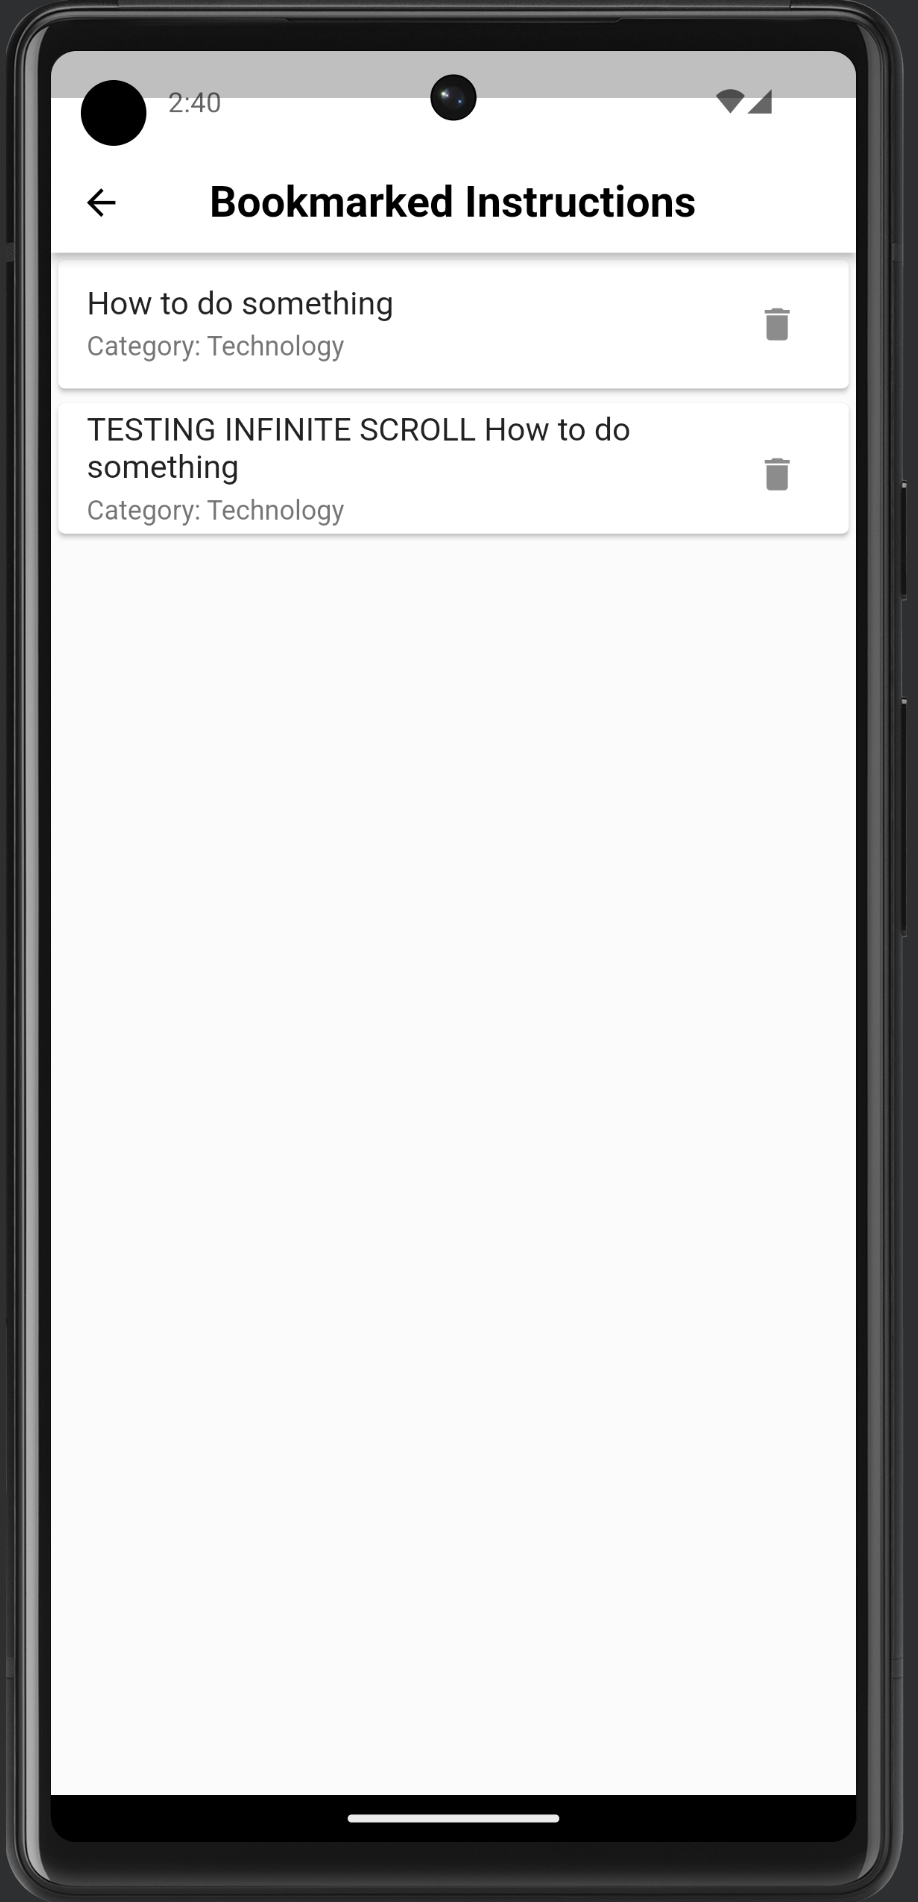 2:40
Bookmarked Instructions
How to do something
Category: Technology
TESTING INFINITE SCROLL How to do
something
Category: Technology